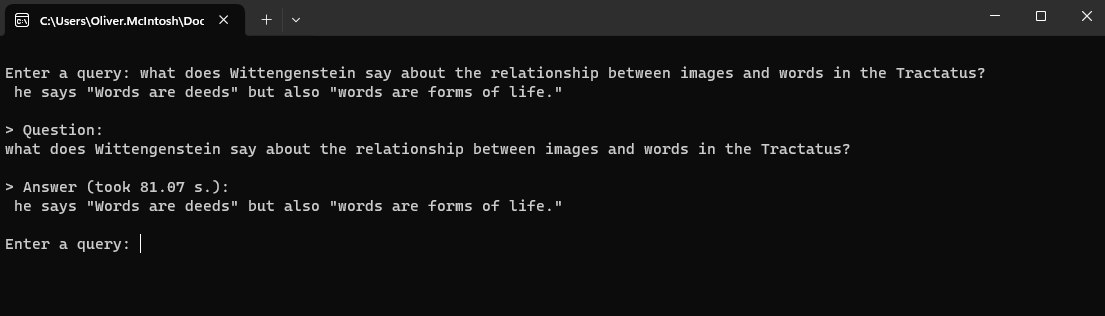 C:\Users\Oliver.McIntosh\Doc
Enter a query: what does Wittengenstein say about the relationship between images and words in the Tractatus?
he says "Words are deeds" but also "words are forms of life."
> Question:
what does Wittengenstein say about the relationship between images and words in the Tractatus?
> Answer (took 81.07 s.):
he says "Words are deeds" but also "words are forms of life."
Enter a query: